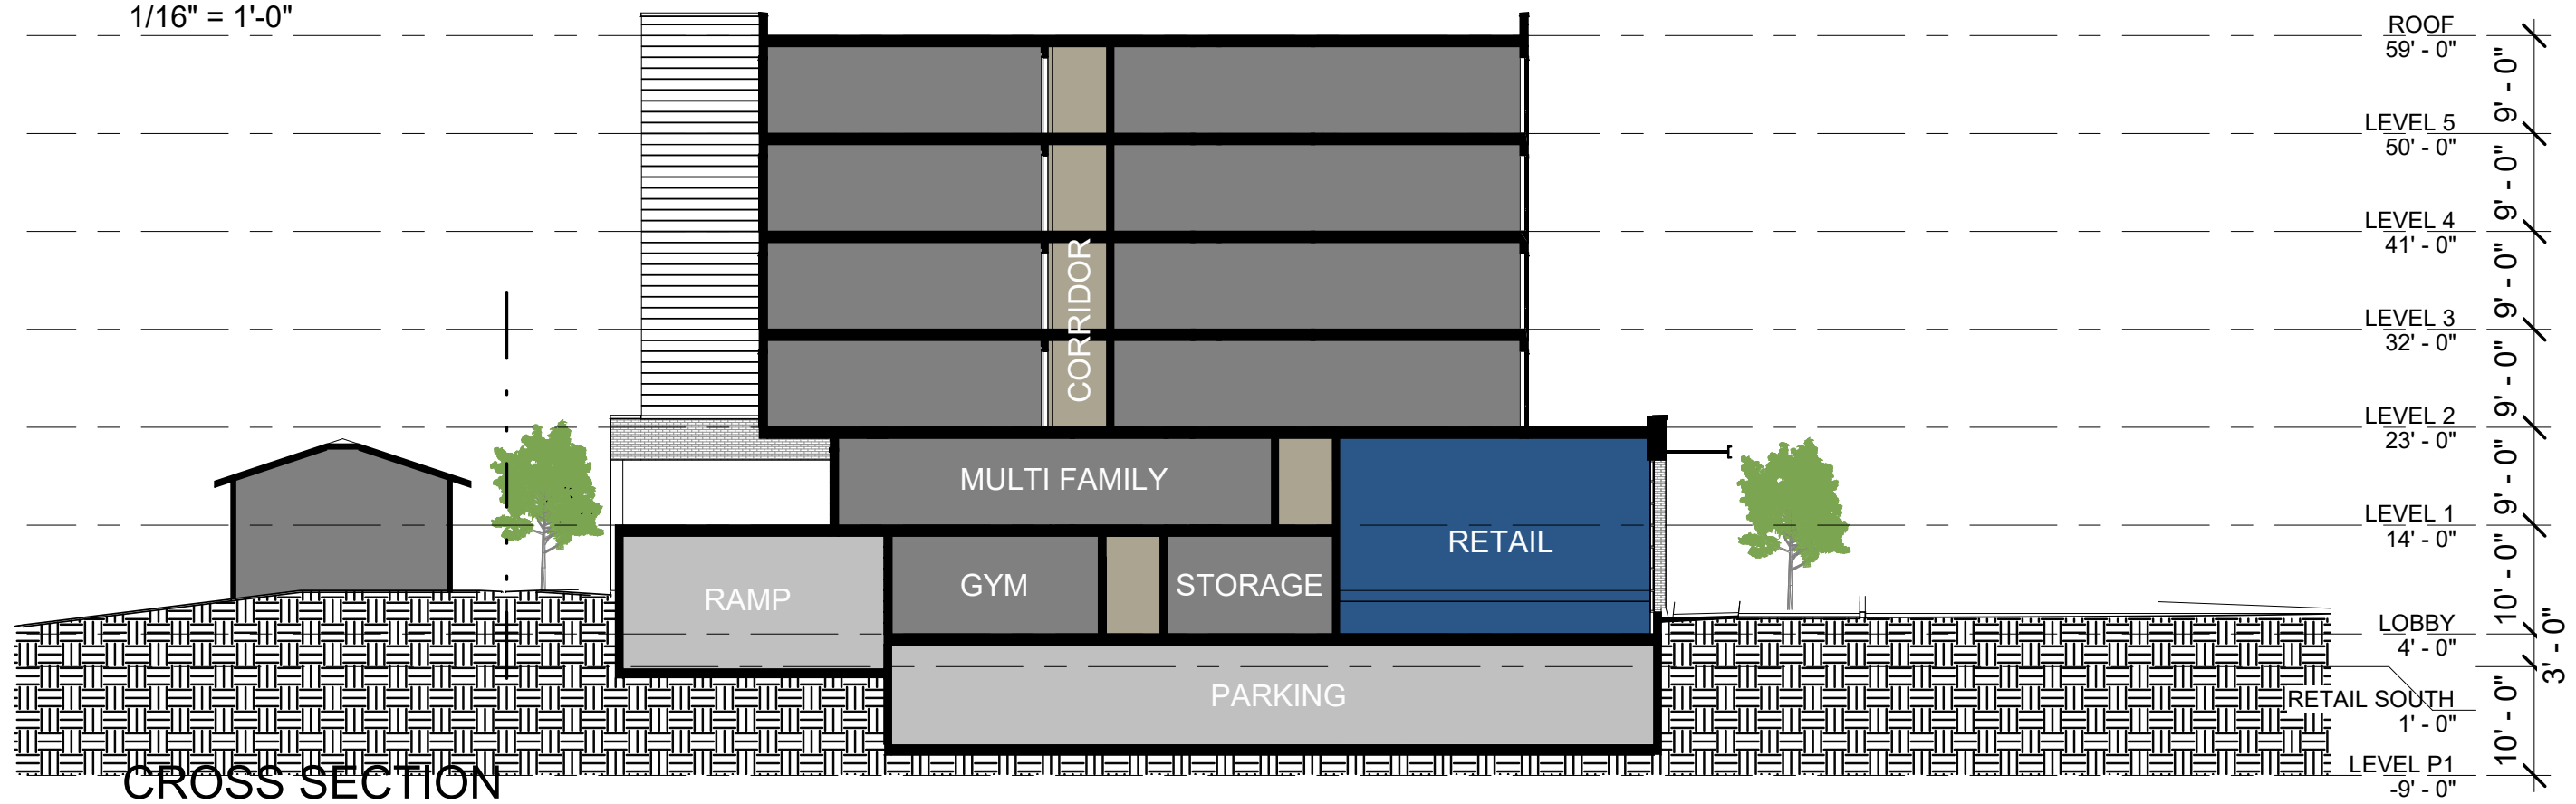 1/16" = 1'-0"
ROOF
59' - 0"
9' - 0"
LEVEL 5
50' - 0"
9' - 0"
LEVEL 4
41' - 0"
9' - 0"
CORRIDOR
LEVEL 3
32' - 0"
9' - 0"
LEVEL 2
23' - 0"
9' - 0"
MULTI FAMILY
LEVEL 1
14' - 0"
RETAIL
10' - 0"
RAMP
GYM
STORAGE
LOBBY
4' - 0"
3' - 0"
PARKING
RETAIL SOUTH
1' - 0"
10' - 0"
LEVEL P1
-9' - 0"
CROSS SECTION